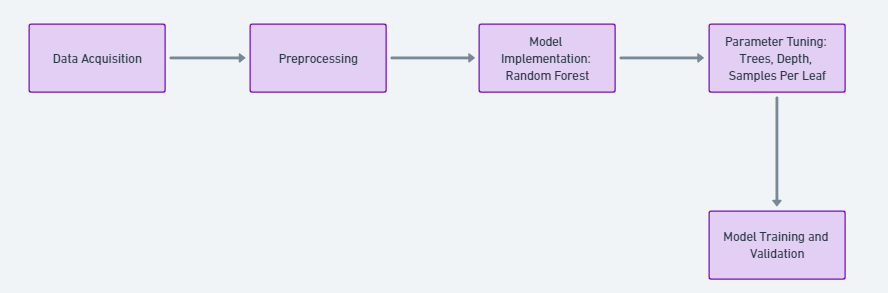 Data Acquisition
Preprocessing
Model
Implementation:
Random Forest
Parameter Tuning:
Trees, Depth,
Samples Per Leaf
Model Training and
Validation